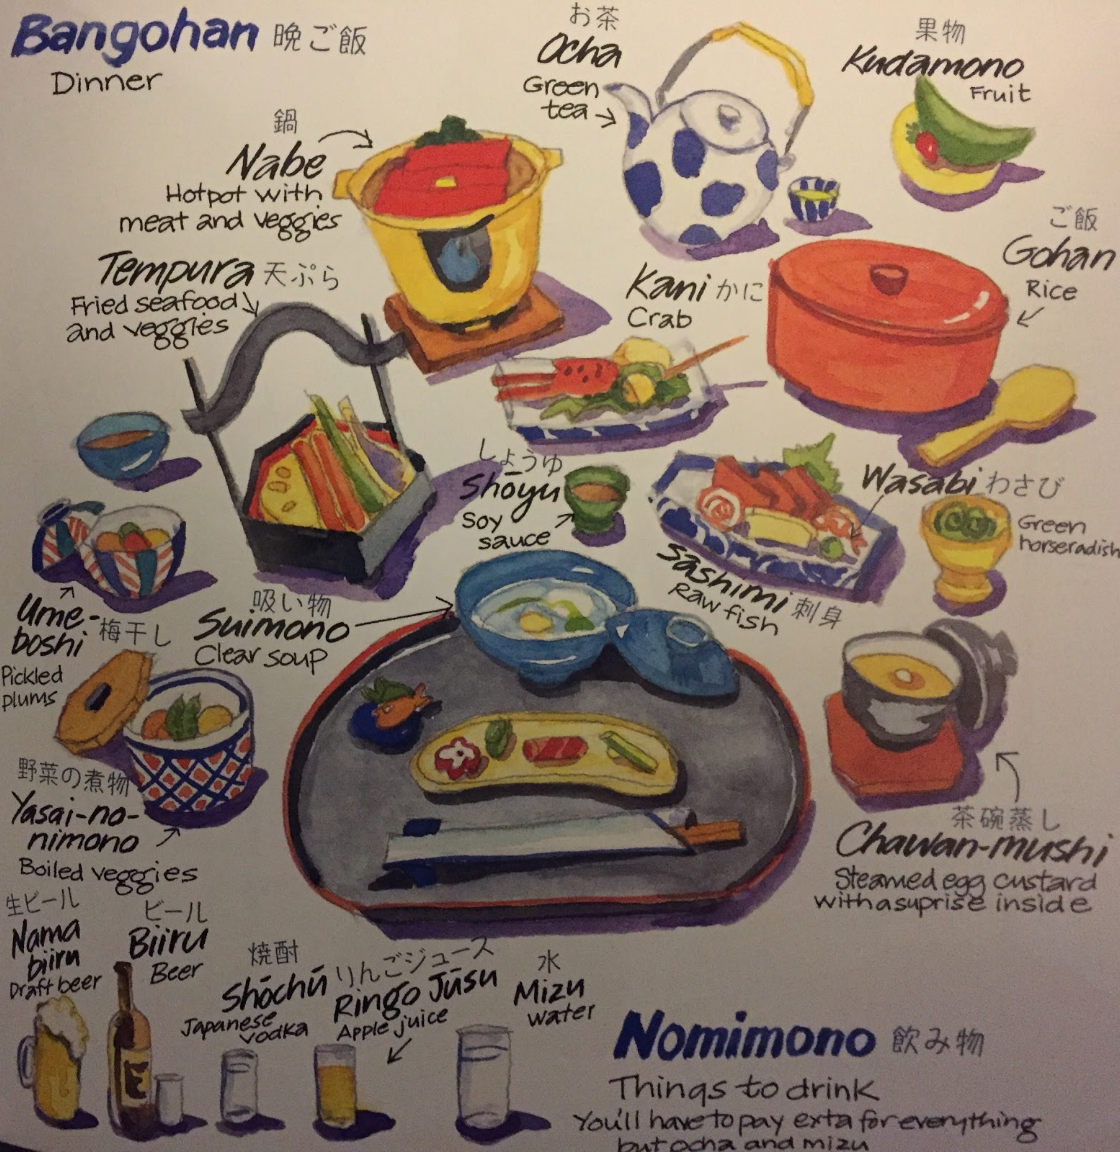 Bangohan 晩ご飯
Dinner
お茶
Ocha
Green
tea
果物
Kudamono
Fruit
鍋
Nabe
Hotpot with
meat and veggies
ご飯
Gohan
Rice
Tempura 天ぷら
Fried seafood
and veggies
Kani かに
Crab
しょうゆ
Shōyu
Soy
sauce
Wasabi わさび
Green
horseradish
Sashimi 刺身
Raw fish
Ume-
boshi 梅干し
Pickled
plums
吸い物
Suimono
Clear soup
野菜の煮物
Yasai-no-
nimono
Boiled veggies
茶碗蒸し
Chawan-mushi
Steamed egg custard
with a suprise inside
生ビール
Nama
biiru
Draft beer
ビール
Biiru
Beer
焼酎
Shōchū
Japanese
vodka
りんごジュース
Ringo Jūsu
Apple juice
水
Mizu
water
Nomimono 飲み物
Things to drink
You'll have to pay exta for everything
but ocha and mizu